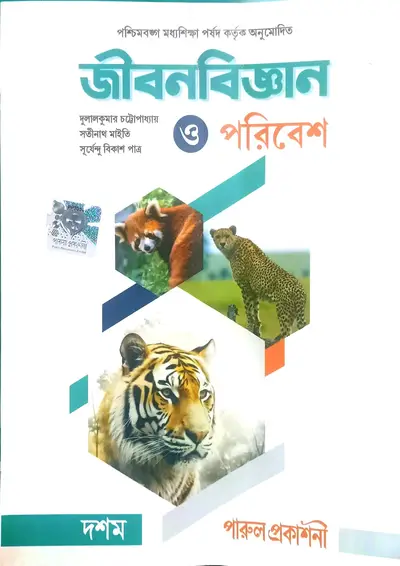 পশ্চিমবঙ্গ মধ্যশিক্ষা পর্ষদ কর্তৃক অনুমোদিত
জীবনবিজ্ঞান
ও পরিবেশ
দুলালকুমার চট্টোপাধ্যায়
সতীনাথ মাইতি
সূর্যেন্দু বিকাশ পাত্র
দশম
পারুল প্রকাশনী